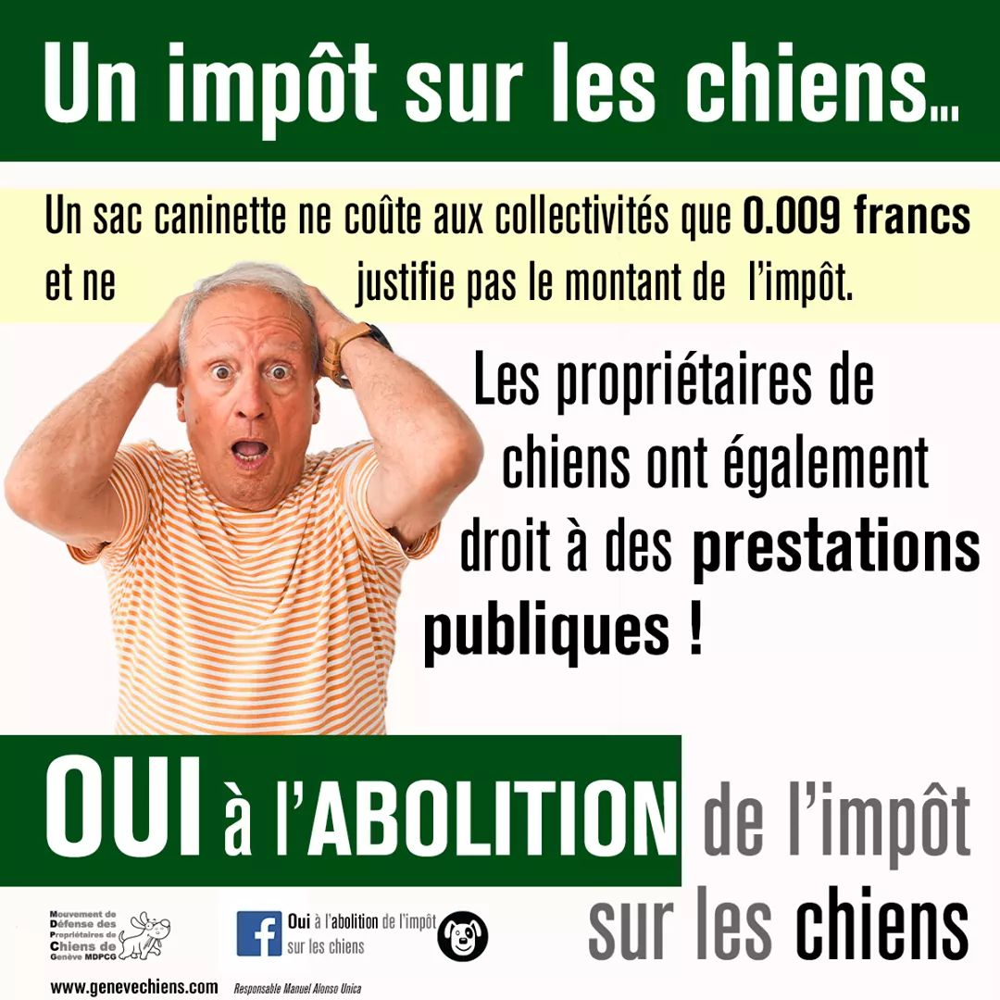 Un impôt sur les chiens...
Un sac caninette ne coûte aux collectivités que 0.009 francs
et ne justifie pas le montant de l'impôt.
Les propriétaires de
chiens ont également
droit à des prestations
publiques !
OUI à l'ABOLITION de l'impôt
sur les chiens
Mouvement de
Défense des
Propriétaires de
Chiens de
Genève MDPCG
Oui à l'abolition de l'impôt
sur les chiens
www.genevechiens.com Responsable Manuel Alonso Unica